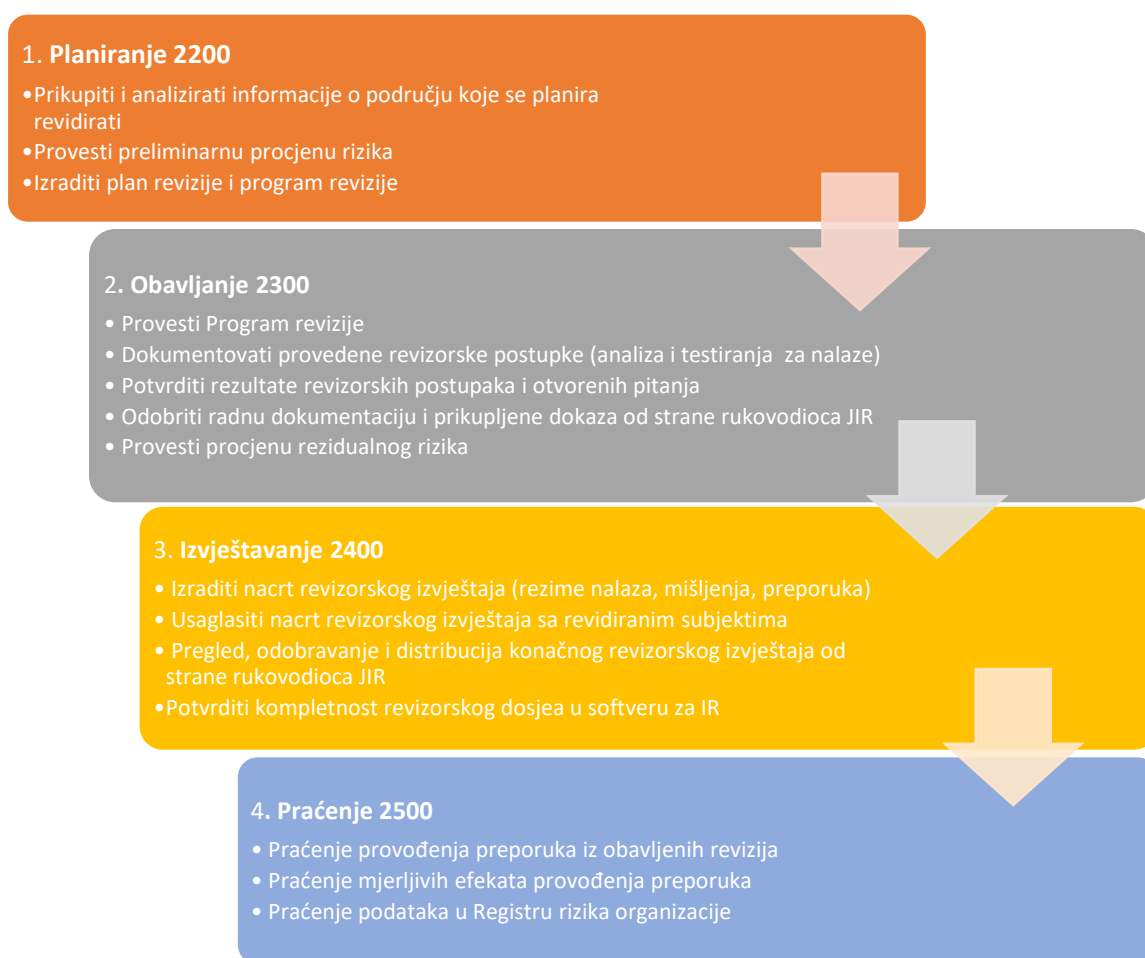 1. Planiranje 2200
•Prikupiti i analizirati informacije o području koje se planira
revidirati
•Provesti preliminarnu procjenu rizika
•Izraditi plan revizije i program revizije
2. Obavljanje 2300
• Provesti Program revizije
• Dokumentovati provedene revizorske postupke (analiza i testiranja za nalaze)
• Potvrditi rezultate revizorskih postupaka i otvorenih pitanja
• Odobriti radnu dokumentaciju i prikupljene dokaza od strane rukovodioca JIR
• Provesti procjenu rezidualnog rizika
3. Izvještavanje 2400
• Izraditi nacrt revizorskog izvještaja (rezime nalaza, mišljenja, preporuka)
• Usaglasiti nacrt revizorskog izvještaja sa revidiranim subjektima
• Pregled, odobravanje i distribucija konačnog revizorskog izvještaja od
strane rukovodioca JIR
•Potvrditi kompletnost revizorskog dosjea u softveru za IR
4. Praćenje 2500
• Praćenje provođenja preporuka iz obavljenih revizija
• Praćenje mjerljivih efekata provođenja preporuka
• Praćenje podataka u Registru rizika organizacije